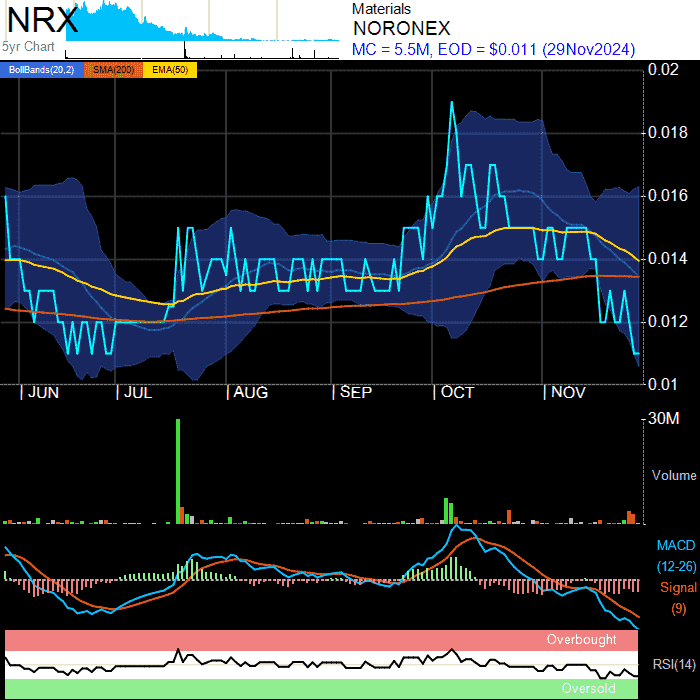 NRX
5yr Chart
Materials
NORONEX
MC = 5.5M, EOD = $0.011 (29Nov2024)
BollBands(20,2) SMA(200) EMA(50)
0.02
0.018
0.016
0.014
0.012
0.01
JUN JUL AUG SEP OCT NOV
30M
Volume
MACD
(12-26)
Signal
(9)
Overbought
RSI(14)
Oversold